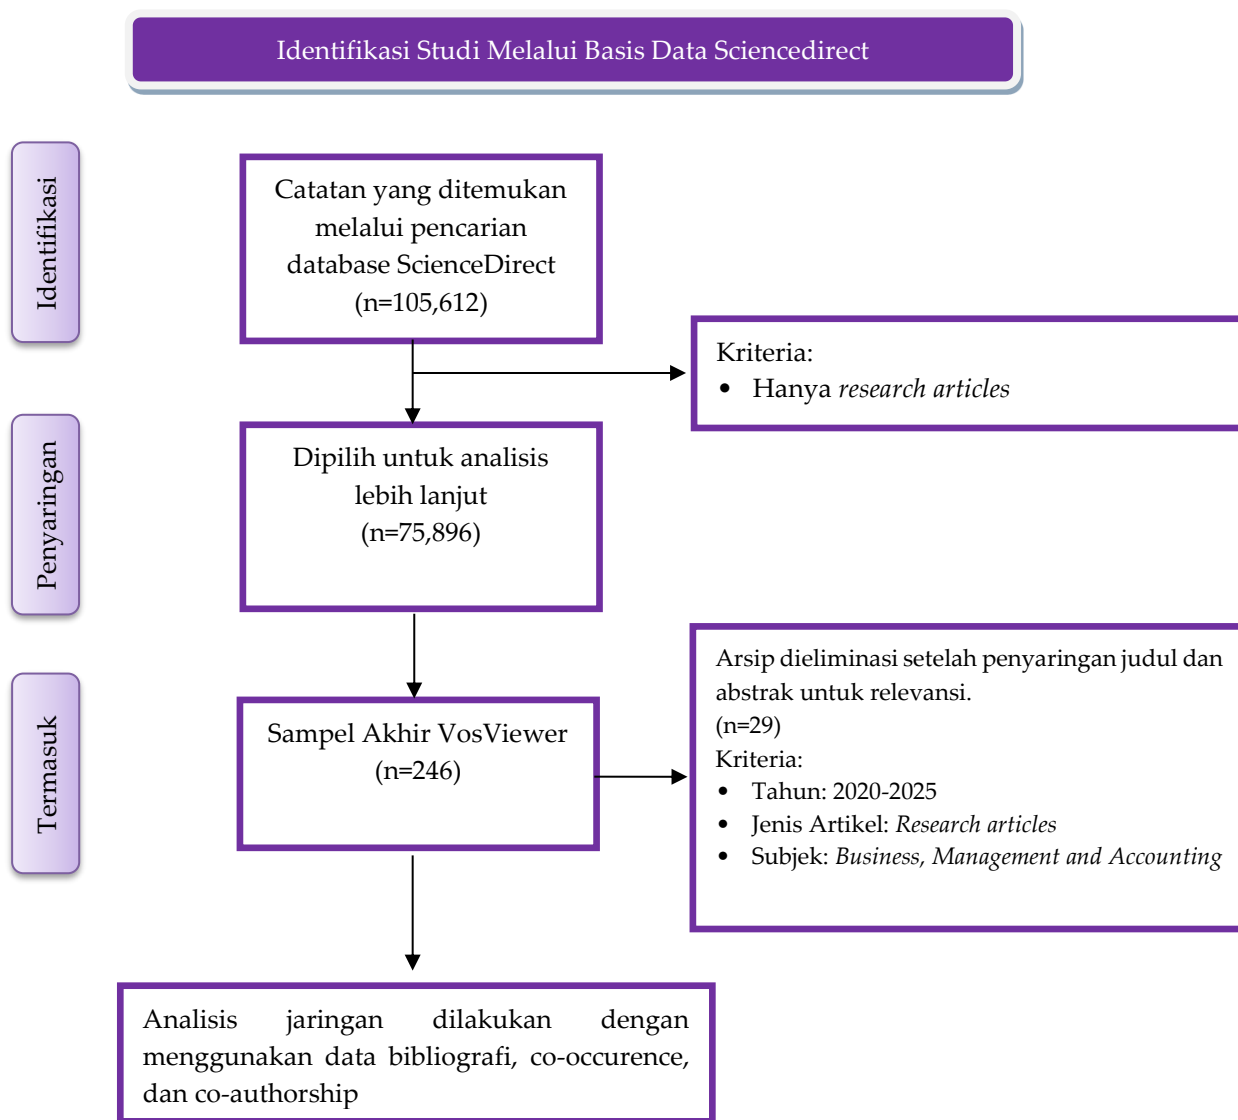 Identifikasi Studi Melalui Basis Data Sciencedirect
Identifikasi
Catatan yang ditemukan
melalui pencarian
database ScienceDirect
(n=105,612)
Kriteria:
• Hanya research articles
Penyaringan
Dipilih untuk analisis
lebih lanjut
(n=75,896)
Termasuk
Sampel Akhir VosViewer
(n=246)
Arsip dieliminasi setelah penyaringan judul dan
abstrak untuk relevansi.
(n=29)
Kriteria:
• Tahun: 2020-2025
• Jenis Artikel: Research articles
• Subjek: Business, Management and Accounting
Analisis jaringan dilakukan dengan
menggunakan data bibliografi, co-occurence,
dan co-authorship